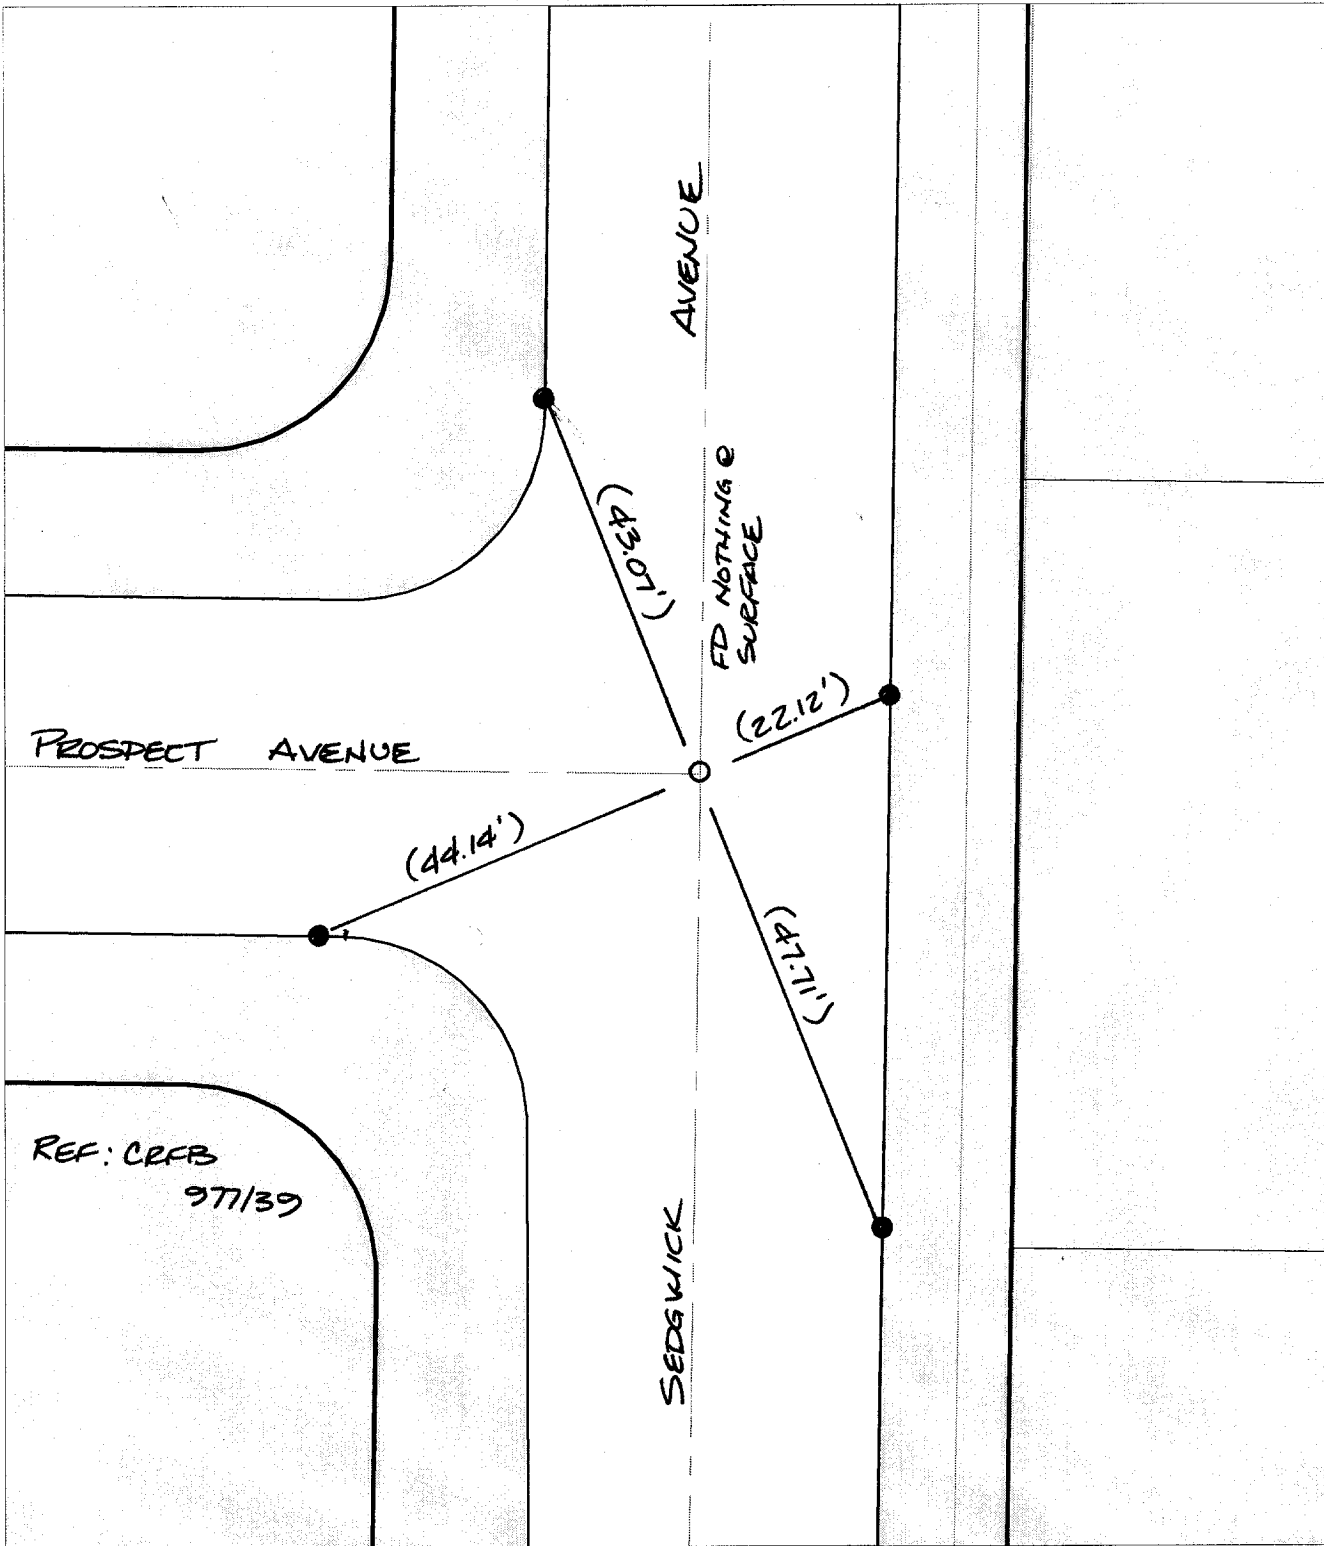 AVENUE
FD NOTHING @
SURFACE
(43.07')
(22.12')
PROSPECT AVENUE
(44.14')
(47.71')
REF: CRFB
977/39
SEDGWICK